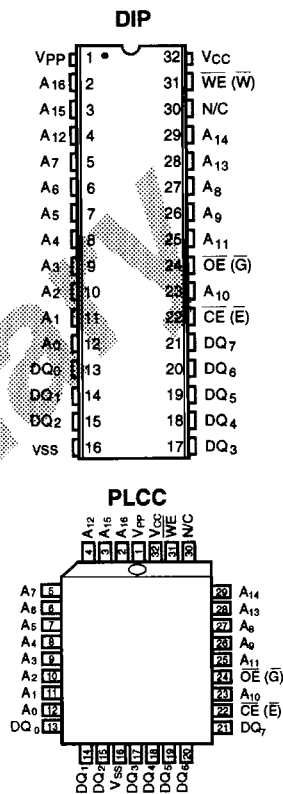 DIP
VPP 1 32 VCC
A16 2 31 W̅E̅ (W̅)
A15 3 30 N/C
A12 4 29 A14
A7 5 28 A13
A6 6 27 A8
A5 7 26 A9
A4 8 25 A11
A3 9 24 O̅E̅ (G̅)
A2 10 23 A10
A1 11 22 C̅E̅ (E̅)
A0 12 21 DQ7
DQ0 13 20 DQ6
DQ1 14 19 DQ5
DQ2 15 18 DQ4
VSS 16 17 DQ3
PLCC
A12 A15 A16 VPP VCC W̅E̅ N/C
4 3 2 1 32 31 30
A7 5 29 A14
A6 6 28 A13
A5 7 27 A8
A4 8 26 A9
A3 9 25 A11
A2 10 24 O̅E̅ (G̅)
A1 11 23 A10
A0 12 22 C̅E̅ (E̅)
DQ0 13 21 DQ7
14 15 16 17 18 19 20
DQ1 DQ2 VSS DQ3 DQ4 DQ5 DQ6